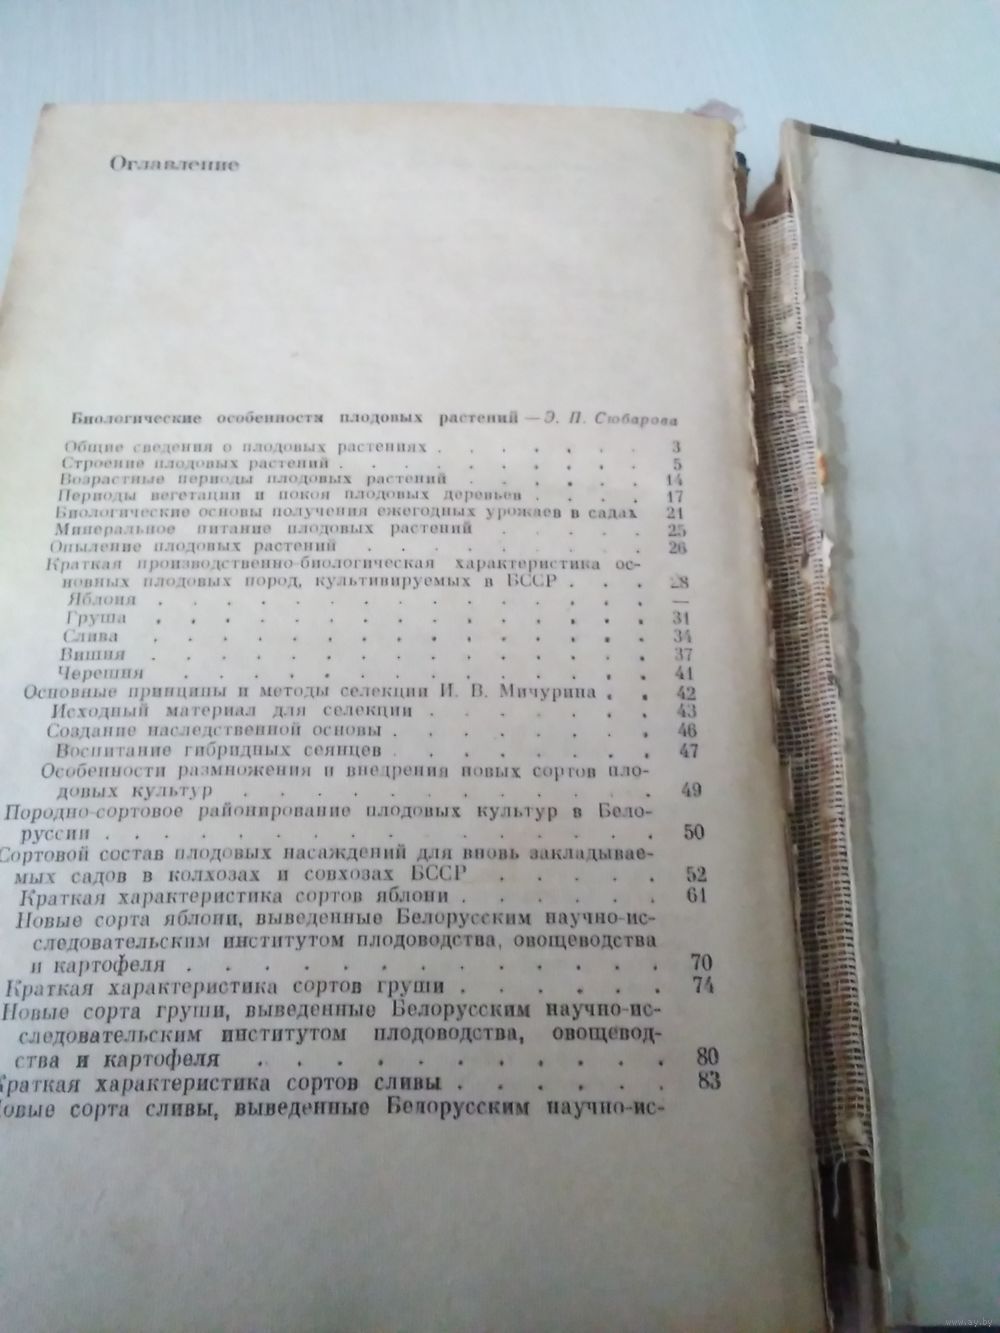 Оглавление
Биологические особенности плодовых растений — Э. П. Сюбарова
Общие сведения о плодовых растениях . . . . . . . 3
Строение плодовых растений . . . . . . . . . . 5
Возрастные периоды плодовых растений . . . . . . 14
Периоды вегетации и покоя плодовых деревьев . . . . 17
Биологические основы получения ежегодных урожаев в садах 21
Минеральное питание плодовых растений . . . . . 25
Опыление плодовых растений . . . . . . . . . 26
Краткая производственно-биологическая характеристика ос-
новных плодовых пород, культивируемых в БССР . . . 28
Яблоня . . . . . . . . . . . . . . —
Груша . . . . . . . . . . . . . . 31
Слива . . . . . . . . . . . . . . 34
Вишня . . . . . . . . . . . . . . 37
Черешня . . . . . . . . . . . . . 41
Основные принципы и методы селекции И. В. Мичурина . . 42
Исходный материал для селекции . . . . . . . 43
Создание наследственной основы . . . . . . . . 46
Воспитание гибридных сеянцев . . . . . . . . 47
Особенности размножения и внедрения новых сортов пло-
довых культур . . . . . . . . . . . . 49
Породно-сортовое районирование плодовых культур в Бело-
руссии . . . . . . . . . . . . . . . 50
Сортовой состав плодовых насаждений для вновь закладывае-
мых садов в колхозах и совхозах БССР . . . . . 52
Краткая характеристика сортов яблони . . . . . . 61
Новые сорта яблони, выведенные Белорусским научно-ис-
следовательским институтом плодоводства, овощеводства
и картофеля . . . . . . . . . . . . . 70
Краткая характеристика сортов груши . . . . . . 74
Новые сорта груши, выведенные Белорусским научно-ис-
следовательским институтом плодоводства, овощевод-
ства и картофеля . . . . . . . . . . . 80
Краткая характеристика сортов сливы . . . . . . 83
Новые сорта сливы, выведенные Белорусским научно-ис-
www.ay.by